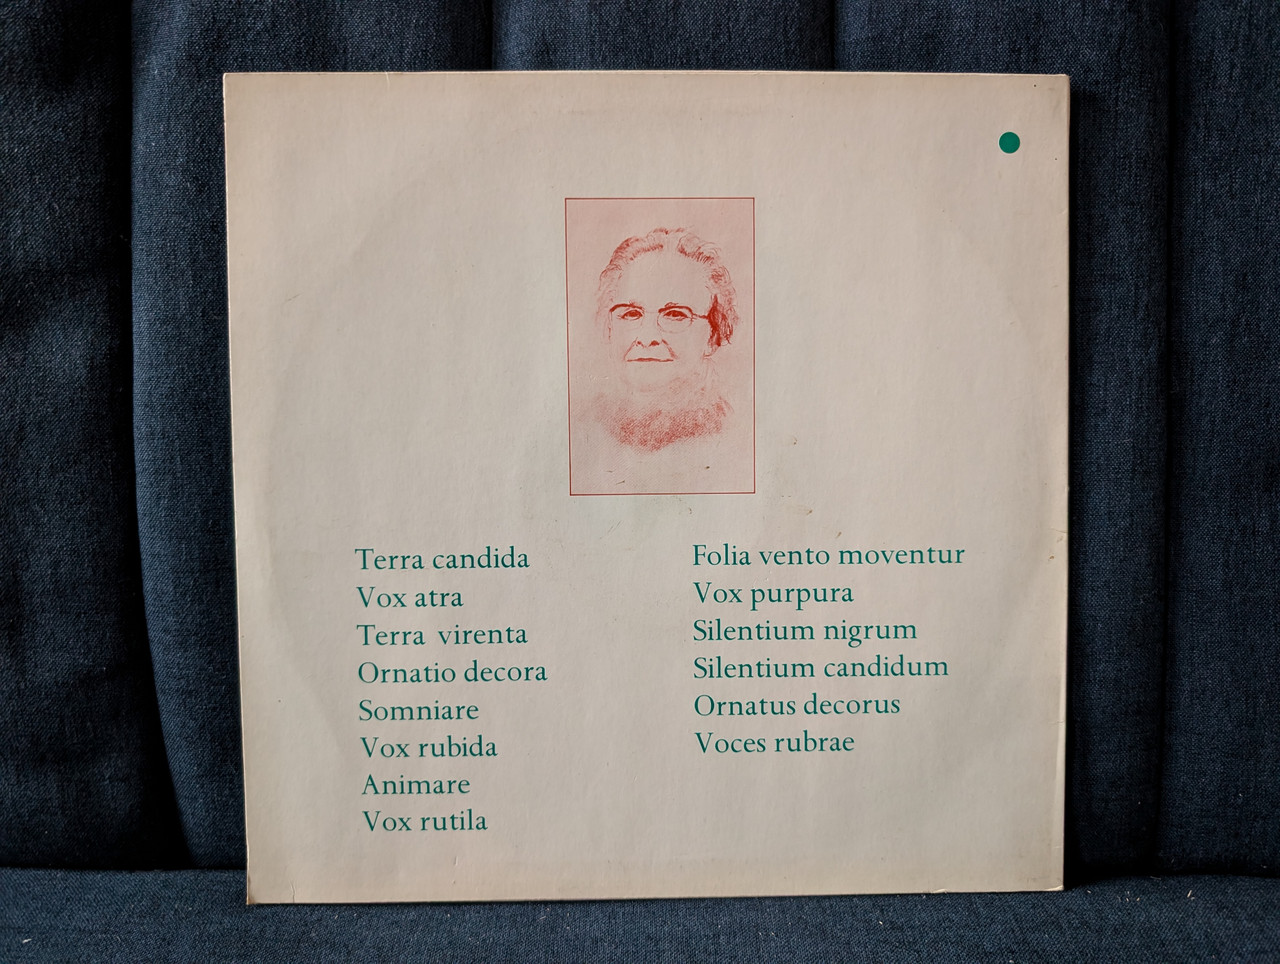 Terra candida
Vox atra
Terra virenta
Ornatio decora
Somniare
Vox rubida
Animare
Vox rutila
Folia vento moventur
Vox purpura
Silentium nigrum
Silentium candidum
Ornatus decorus
Voces rubrae